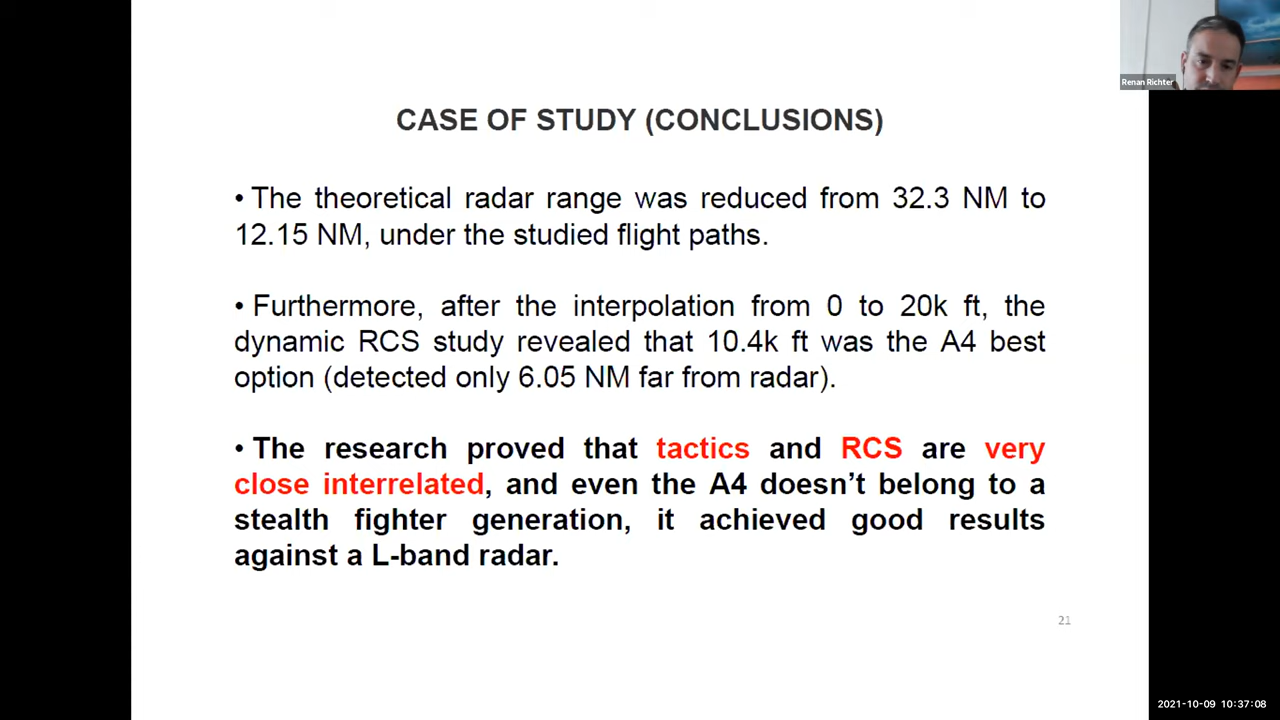 Renan Richter
CASE OF STUDY (CONCLUSIONS)
• The theoretical radar range was reduced from 32.3 NM to
12.15 NM, under the studied flight paths.
• Furthermore, after the interpolation from 0 to 20k ft, the
dynamic RCS study revealed that 10.4k ft was the A4 best
option (detected only 6.05 NM far from radar).
• The research proved that tactics and RCS are very
close interrelated, and even the A4 doesn’t belong to a
stealth fighter generation, it achieved good results
against a L-band radar.
21
2021-10-09 10:37:08